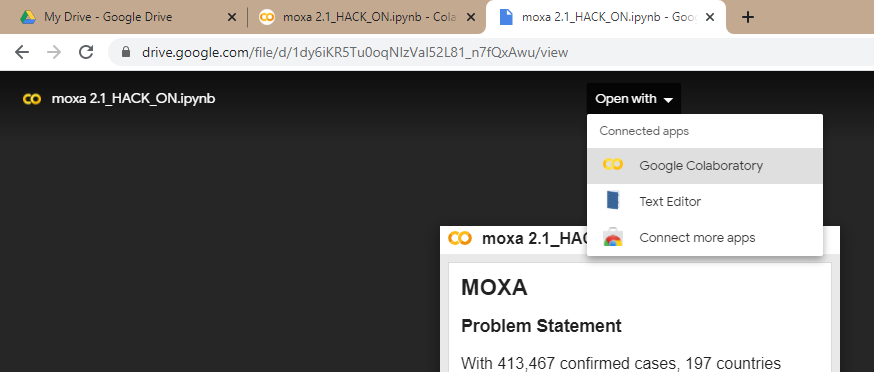 My Drive - Google Drive
moxa 2.1_HACK_ON.ipynb - Cola
moxa 2.1_HACK_ON.ipynb - Goo
drive.google.com/file/d/1dy6iKR5Tu0oqNIzVaI52L81_n7fQxAwu/view
moxa 2.1_HACK_ON.ipynb
Open with
Connected apps
Google Colaboratory
Text Editor
Connect more apps
moxa 2.1_HAC
MOXA
Problem Statement
With 413,467 confirmed cases, 197 countries